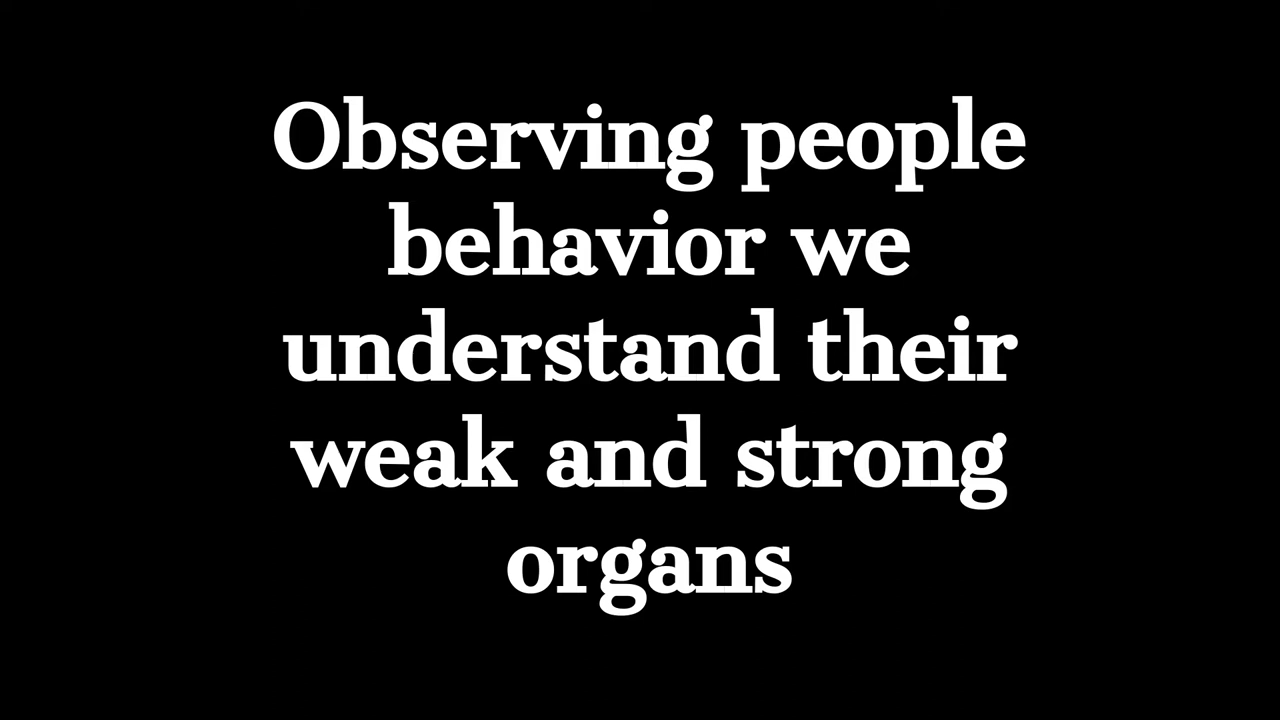 Observing people
behavior we
understand their
weak and strong
organs